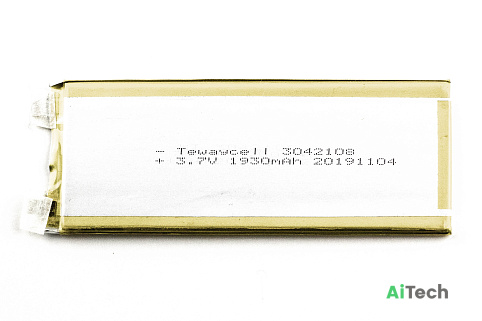 - Tewaycell 3042108
+ 3.7V 1930mAh 20191104
AiTech